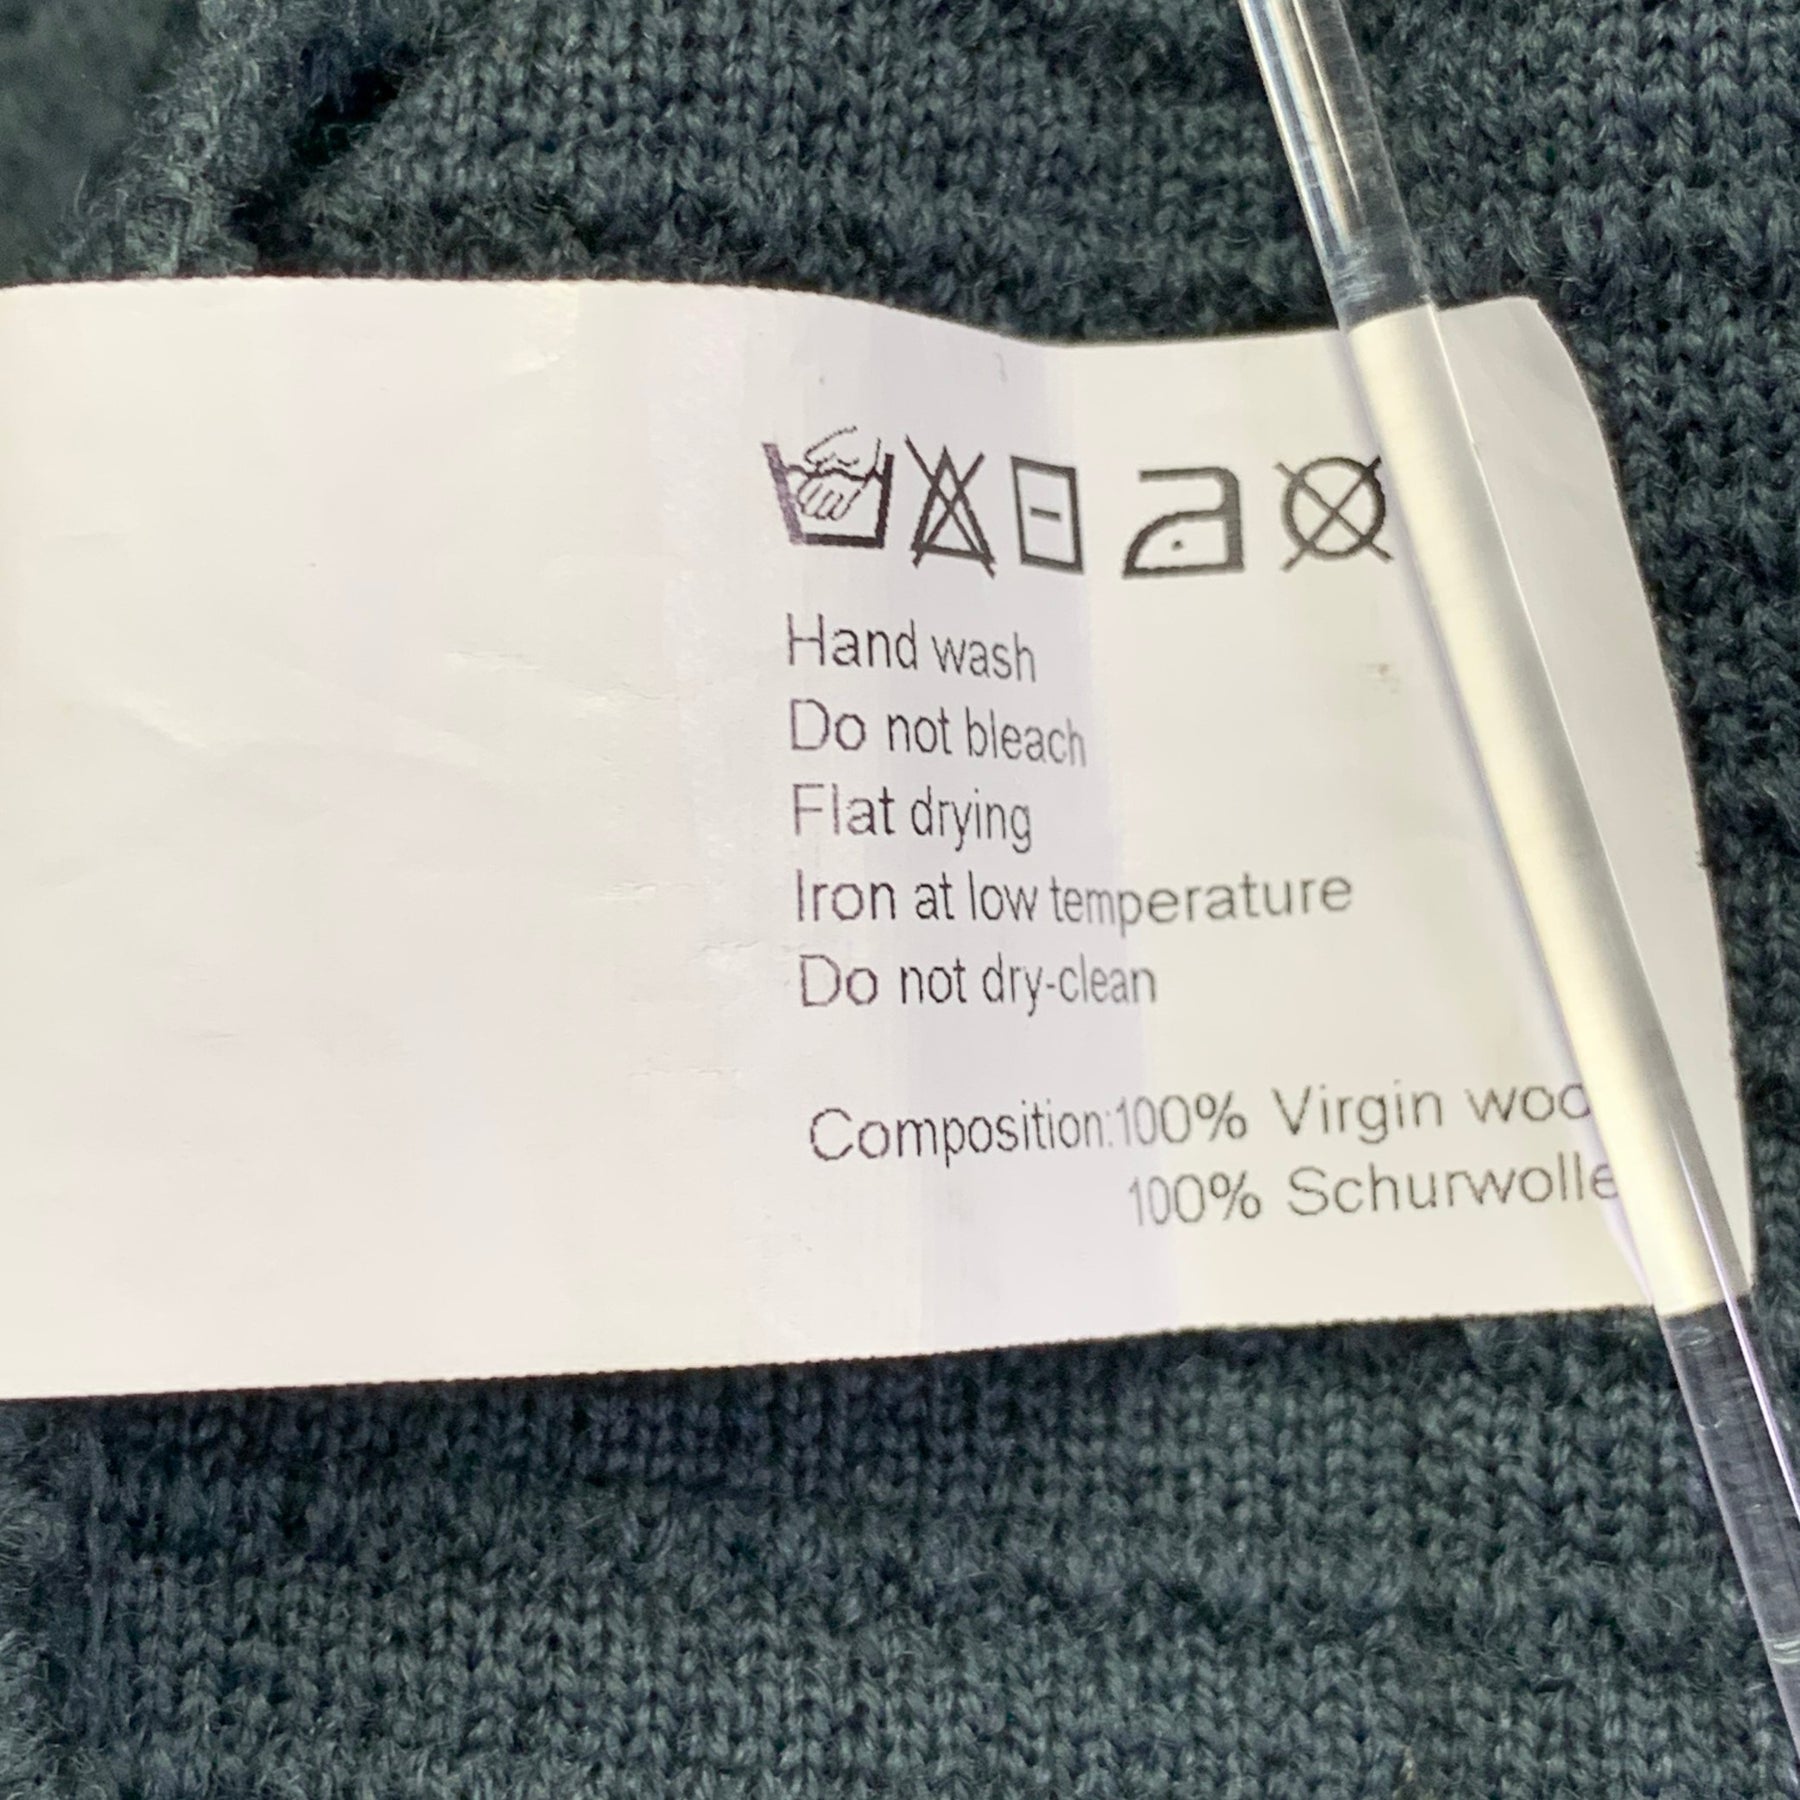 Hand wash
Do not bleach
Flat drying
Iron at low temperature
Do not dry-clean
Composition:100% Virgin woo
100% Schurwolle